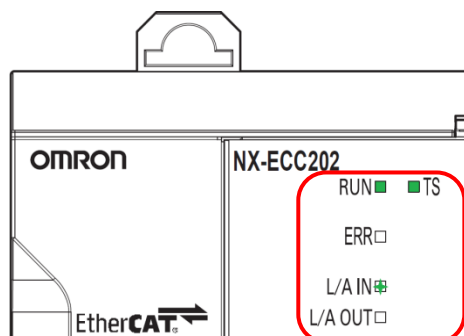 OMRON NX-ECC202
RUN TS
ERR
L/A IN
L/A OUT
EtherCAT®